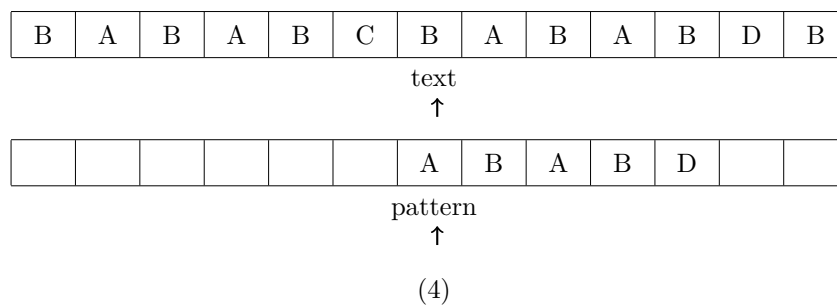 B A B A B C B A B A B D B
text
↑
A B A B D
pattern
↑
(4)